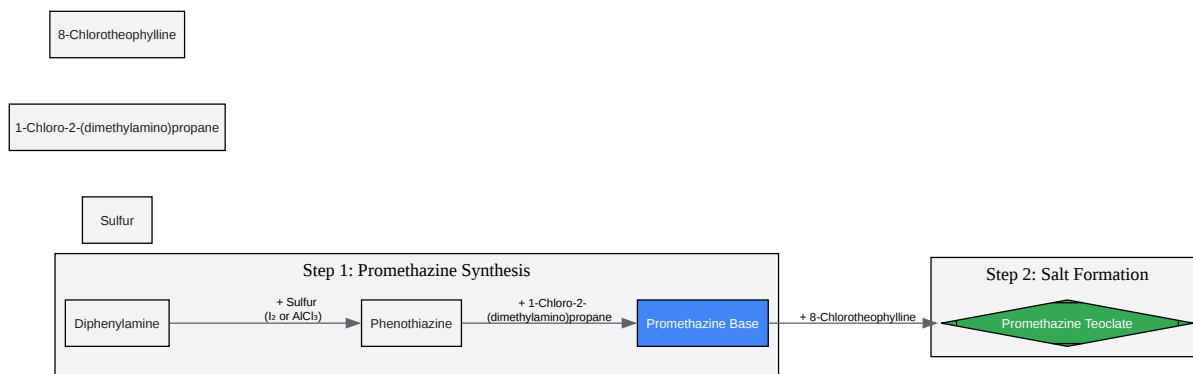 8-Chlorotheophylline
1-Chloro-2-(dimethylamino)propane
Sulfur
Step 1: Promethazine Synthesis
Diphenylamine
+ Sulfur
(I₂ or AlCl₃)
Phenothiazine
+ 1-Chloro-2-
(dimethylamino)propane
Promethazine Base
+ 8-Chlorotheophylline
Step 2: Salt Formation
Promethazine Teoclate